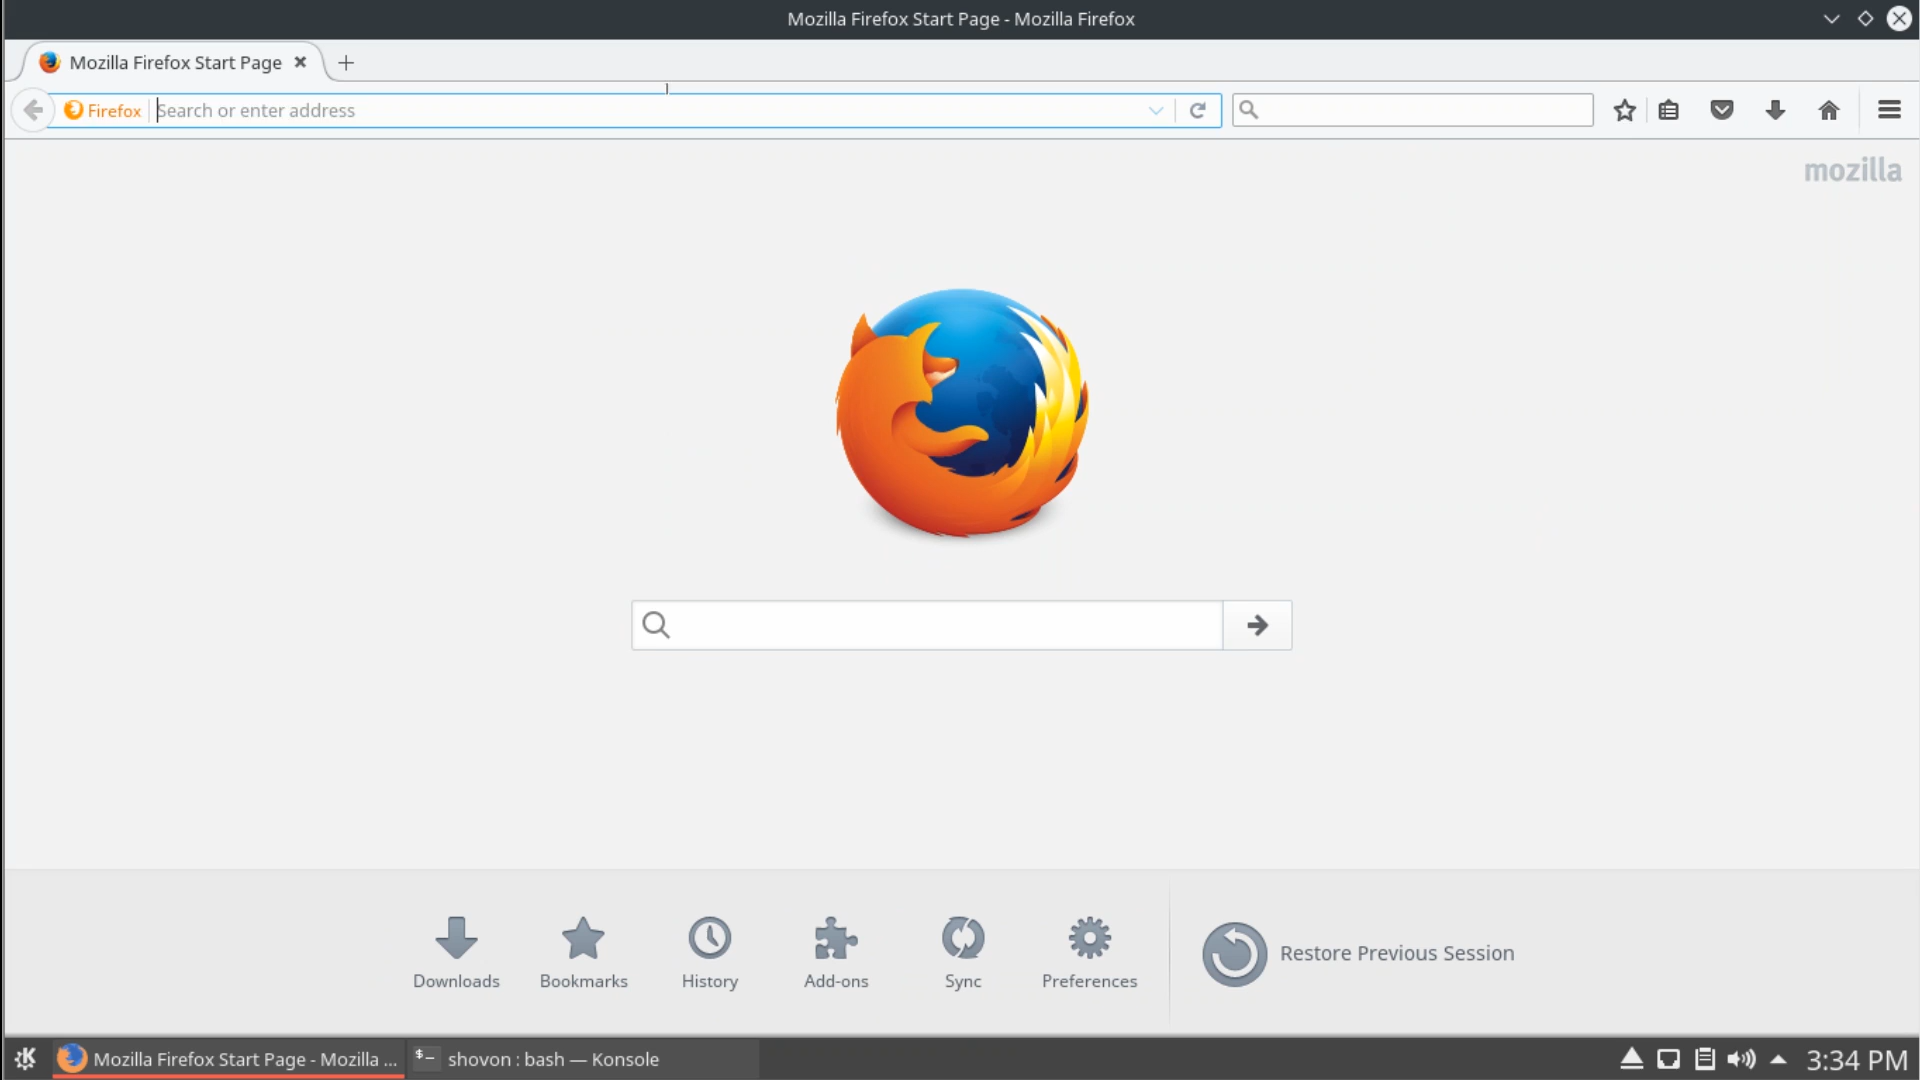 Mozilla Firefox Start Page - Mozilla Firefox
Mozilla Firefox Start Page
Firefox Search or enter address
mozilla
Downloads Bookmarks History Add-ons Sync Preferences Restore Previous Session
Mozilla Firefox Start Page - Mozilla ... shovon : bash — Konsole 3:34 PM